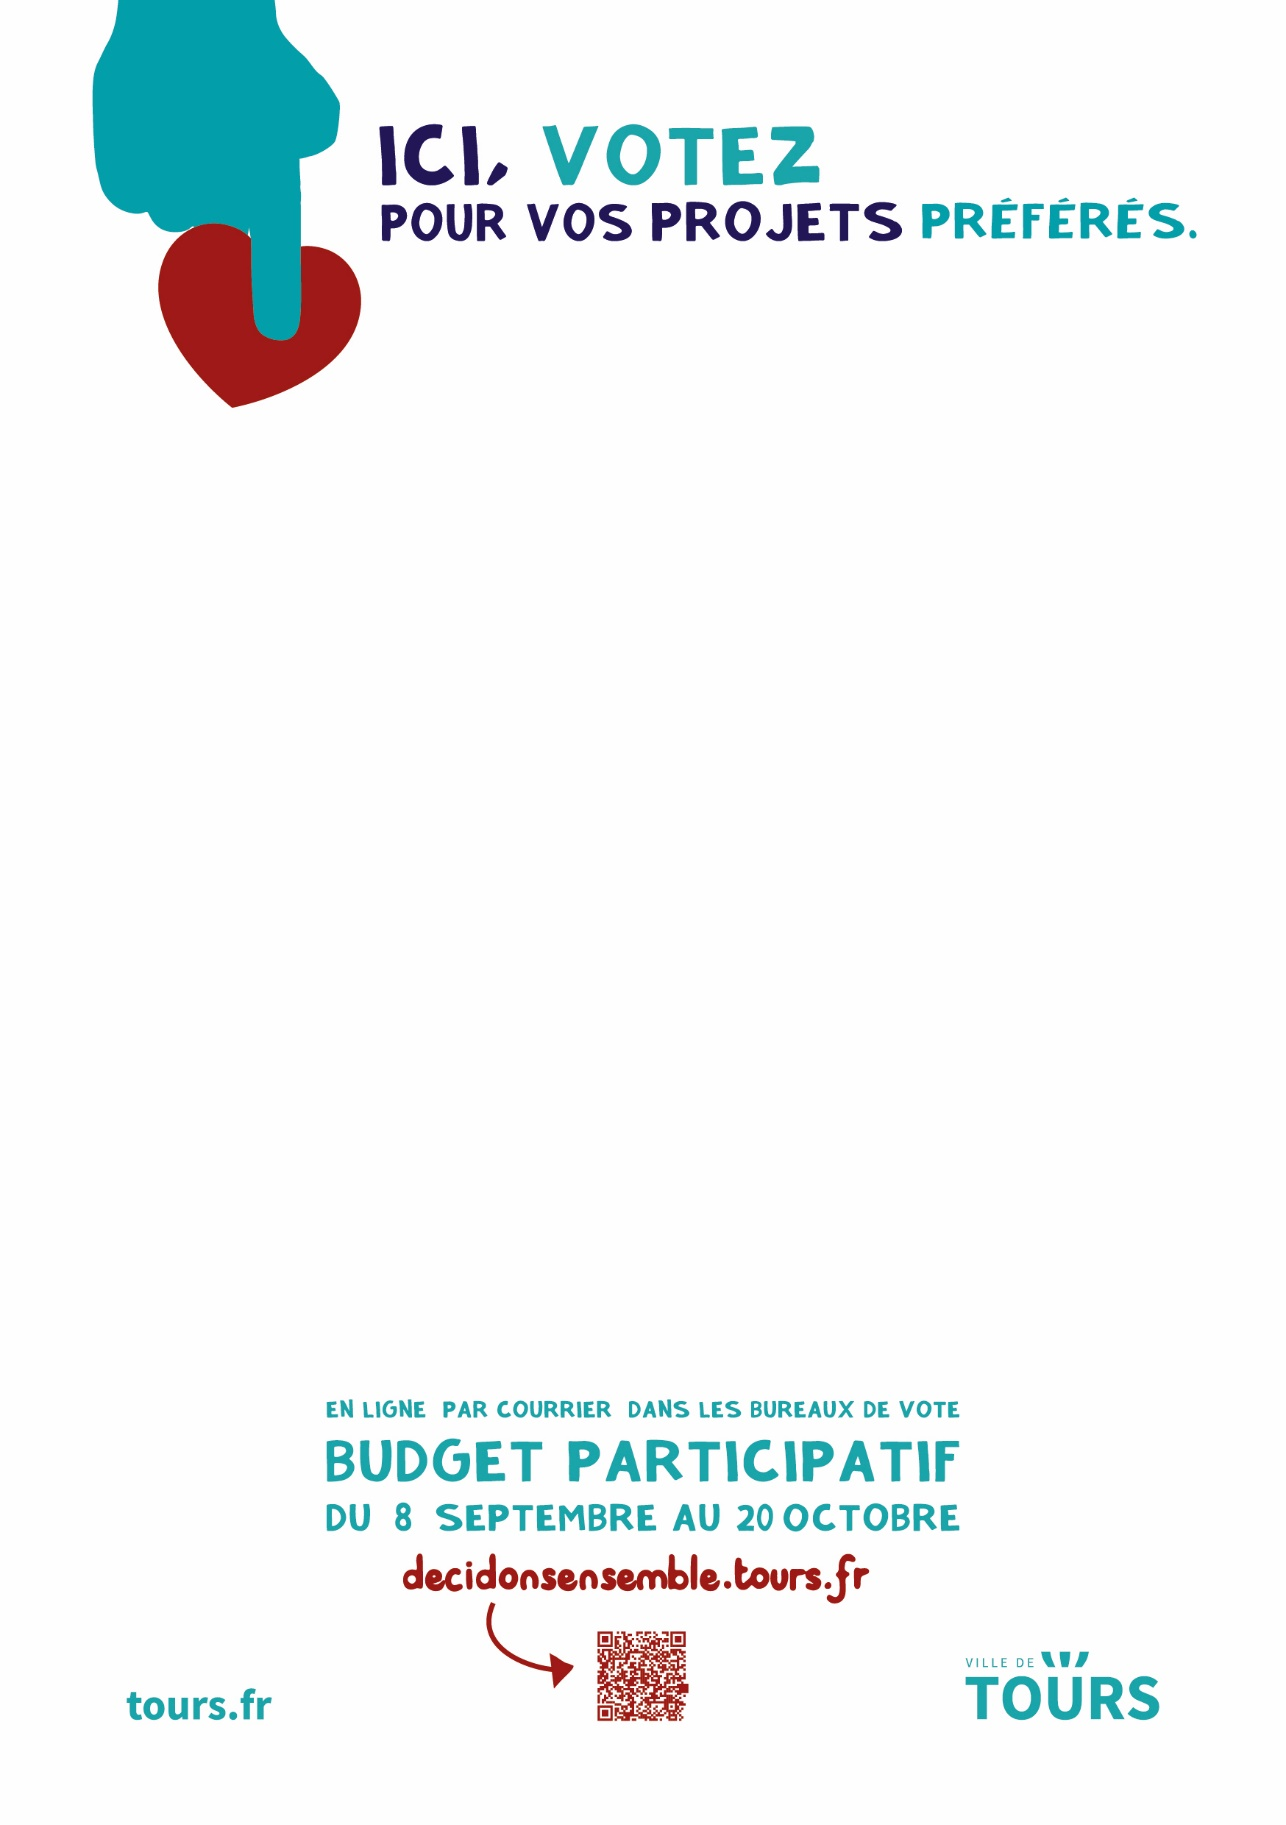 ICI, VOTEZ
POUR VOS PROJETS PRÉFÉRÉS.
EN LIGNE PAR COURRIER DANS LES BUREAUX DE VOTE
BUDGET PARTICIPATIF
DU 8 SEPTEMBRE AU 20 OCTOBRE
decidonsensemble.tours.fr
tours.fr
VILLE DE
TOURS